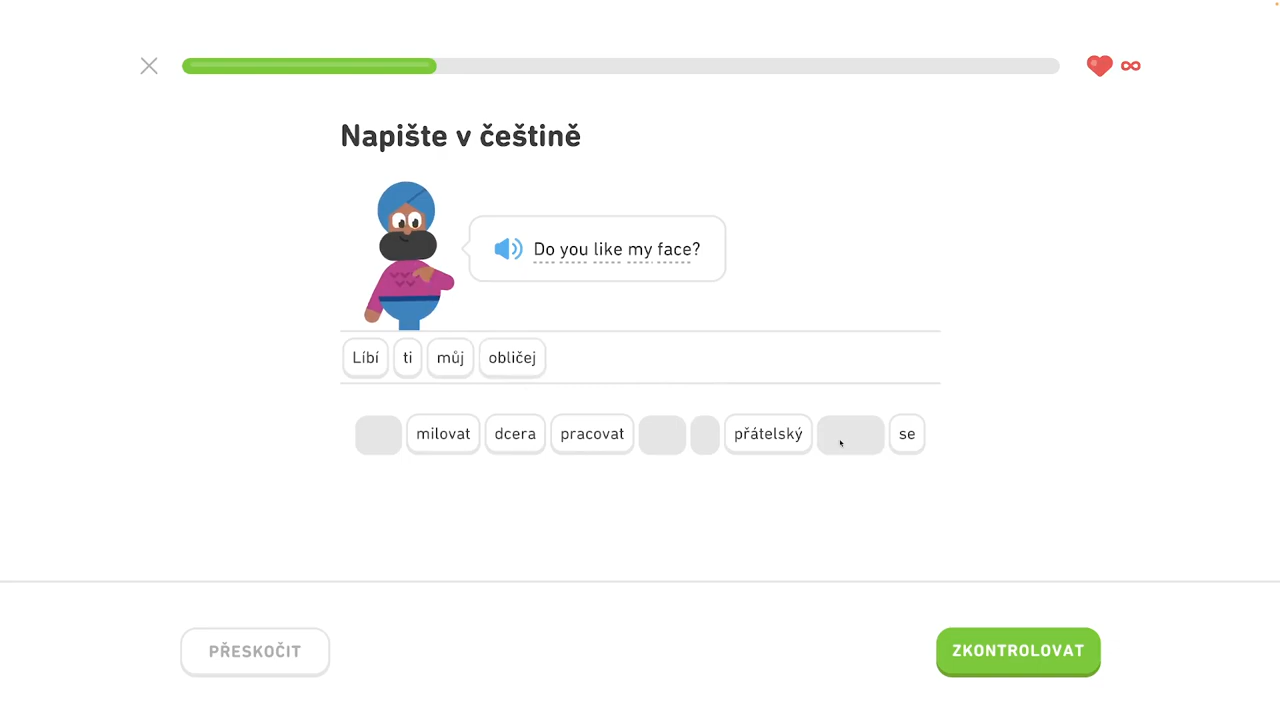 Napište v češtině
Do you like my face?
Líbí ti můj obličej
milovat dcera pracovat přátelský se
PŘESKOČIT ZKONTROLOVAT